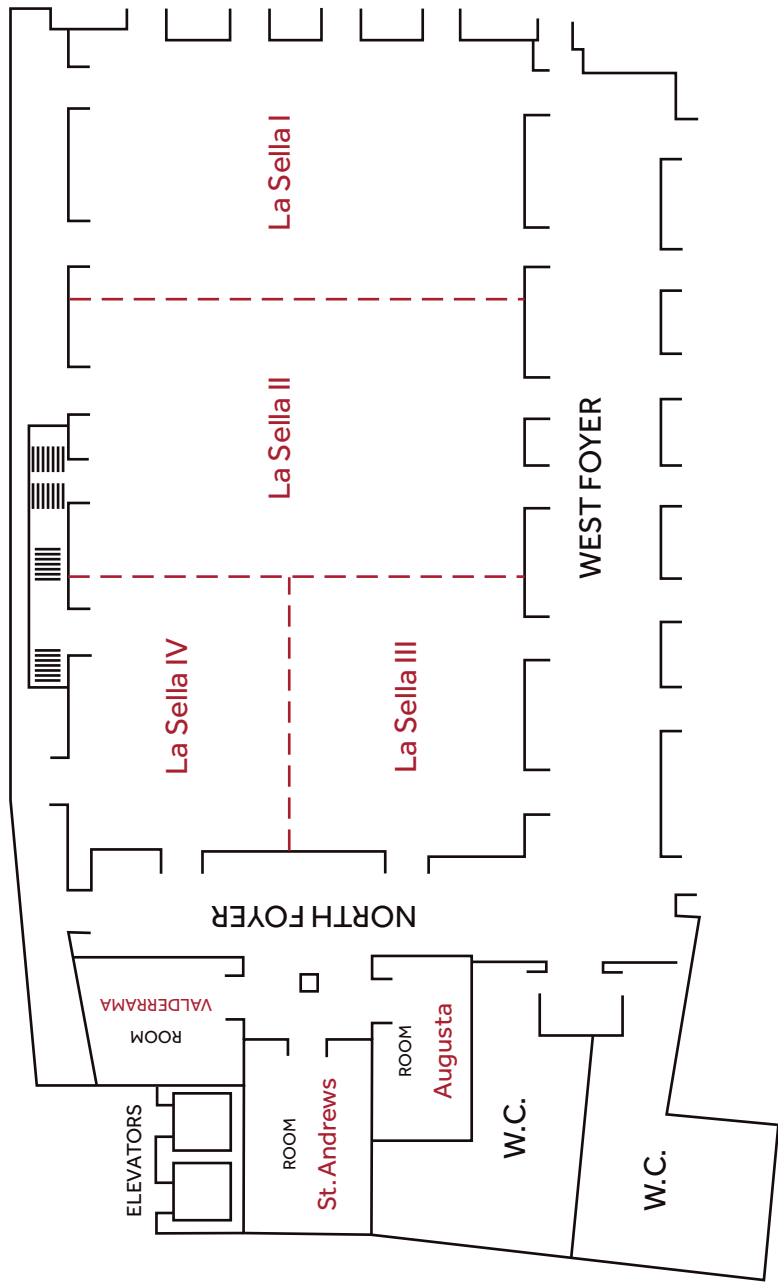 La Sella I
La Sella II
WEST FOYER
La Sella IV
La Sella III
NORTH FOYER
VALDERRAMA
ROOM
ROOM
Augusta
ELEVATORS
ROOM
St. Andrews
W.C.
W.C.